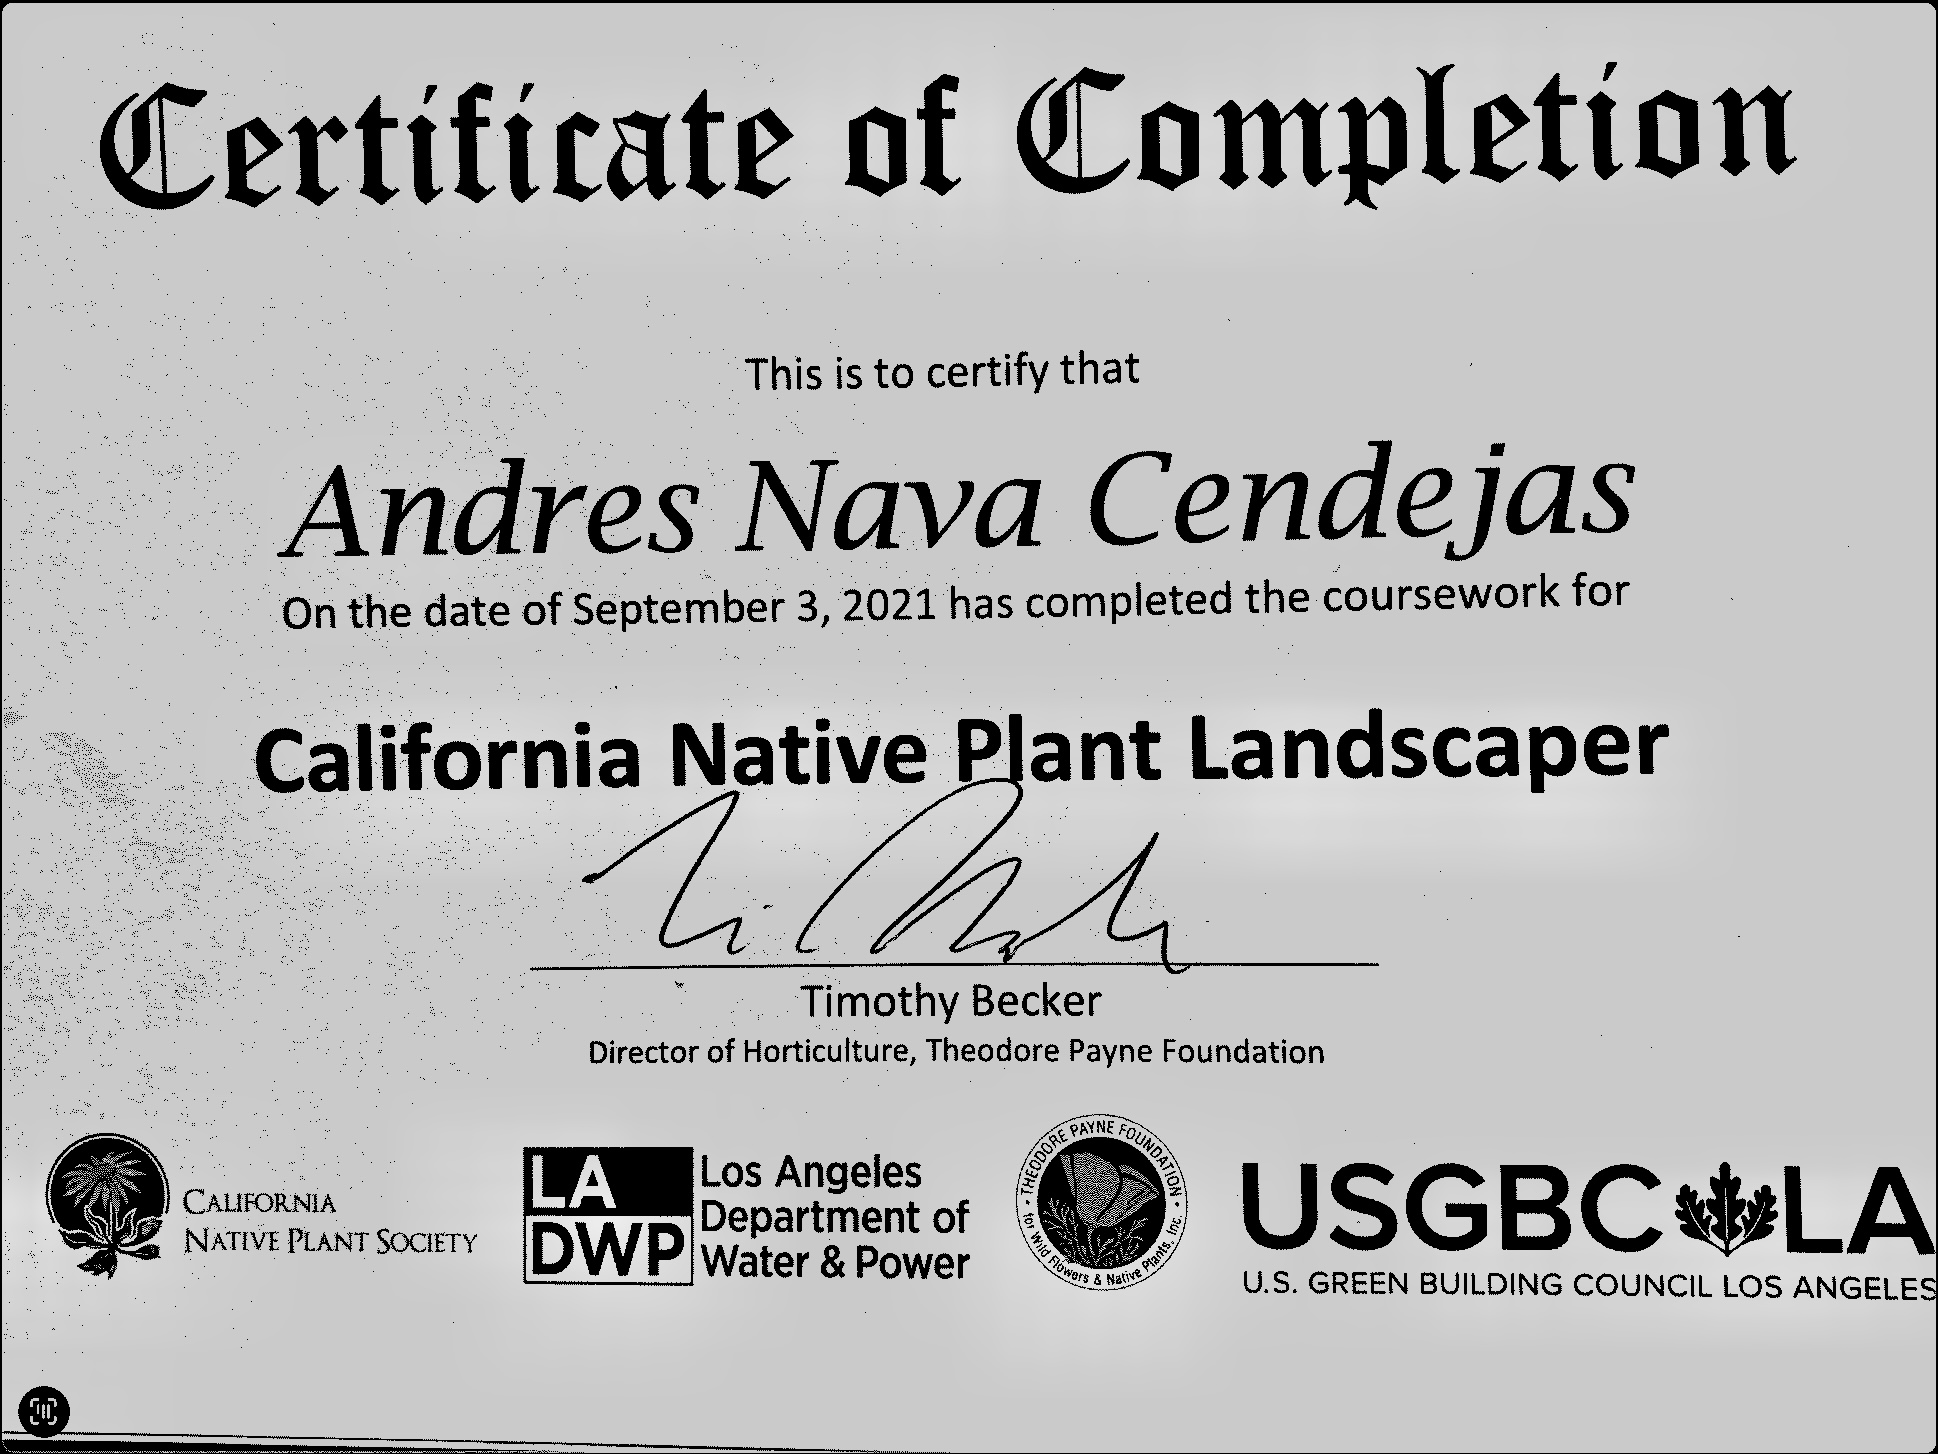 Certificate of Completion
This is to certify that
Andres Nava Cendejas
On the date of September 3, 2021 has completed the coursework for
California Native Plant Landscaper
Timothy Becker
Director of Horticulture, Theodore Payne Foundation
CALIFORNIA
NATIVE PLANT SOCIETY
LA
DWP
Los Angeles
Department of
Water & Power
• THEODORE PAYNE FOUNDATION •
for Wild Flowers & Native Plants, Inc.
USGBC LA
U.S. GREEN BUILDING COUNCIL LOS ANGELES